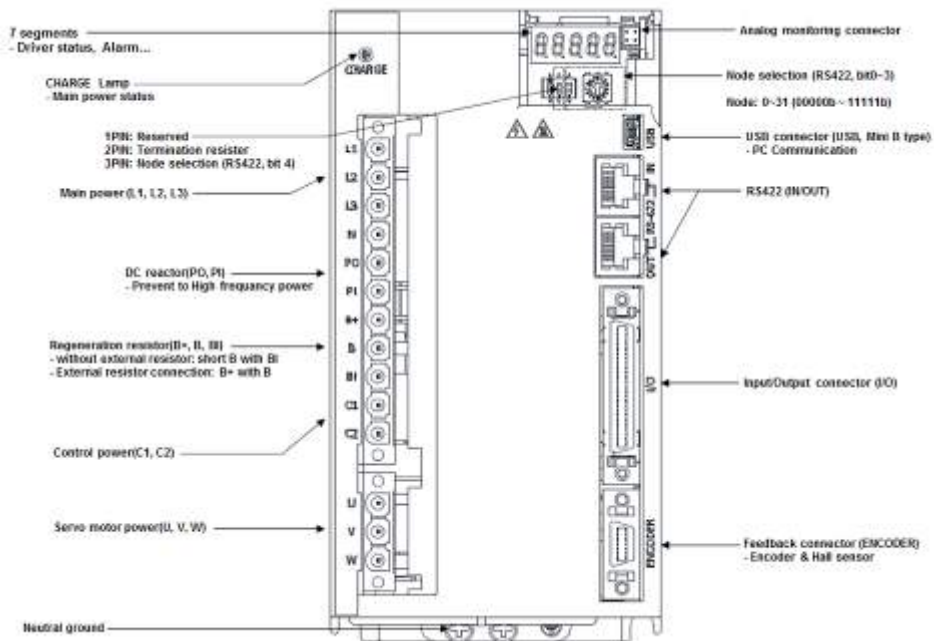 7 segments
- Driver status, Alarm...
CHARGE Lamp
- Main power status
1PIN: Reserved
2PIN: Termination resister
3PIN: Node selection (RS422, bit 4)
Main power (L1, L2, L3)
DC reactor(PO, PI)
- Prevent to High frequancy power
Regeneration resistor(B+, B, BI)
- without external resistor: short B with BI
- External resistor connection: B+ with B
Control power(C1, C2)
Servo motor power(U, V, W)
Neutral ground
CHARGE
L1
L2
L3
N
PO
PI
B+
B
BI
C1
C2
U
V
W
USB
IN
RS-422
OUT
I/O
ENCODER
Analog monitoring connector
Node selection (RS422, bit0~3)
Node: 0~31 (00000b ~ 11111b)
USB connector (USB, Mini B type)
- PC Communication
RS422 (IN/OUT)
Input/Output connector (I/O)
Feedback connector (ENCODER)
- Encoder & Hall sensor